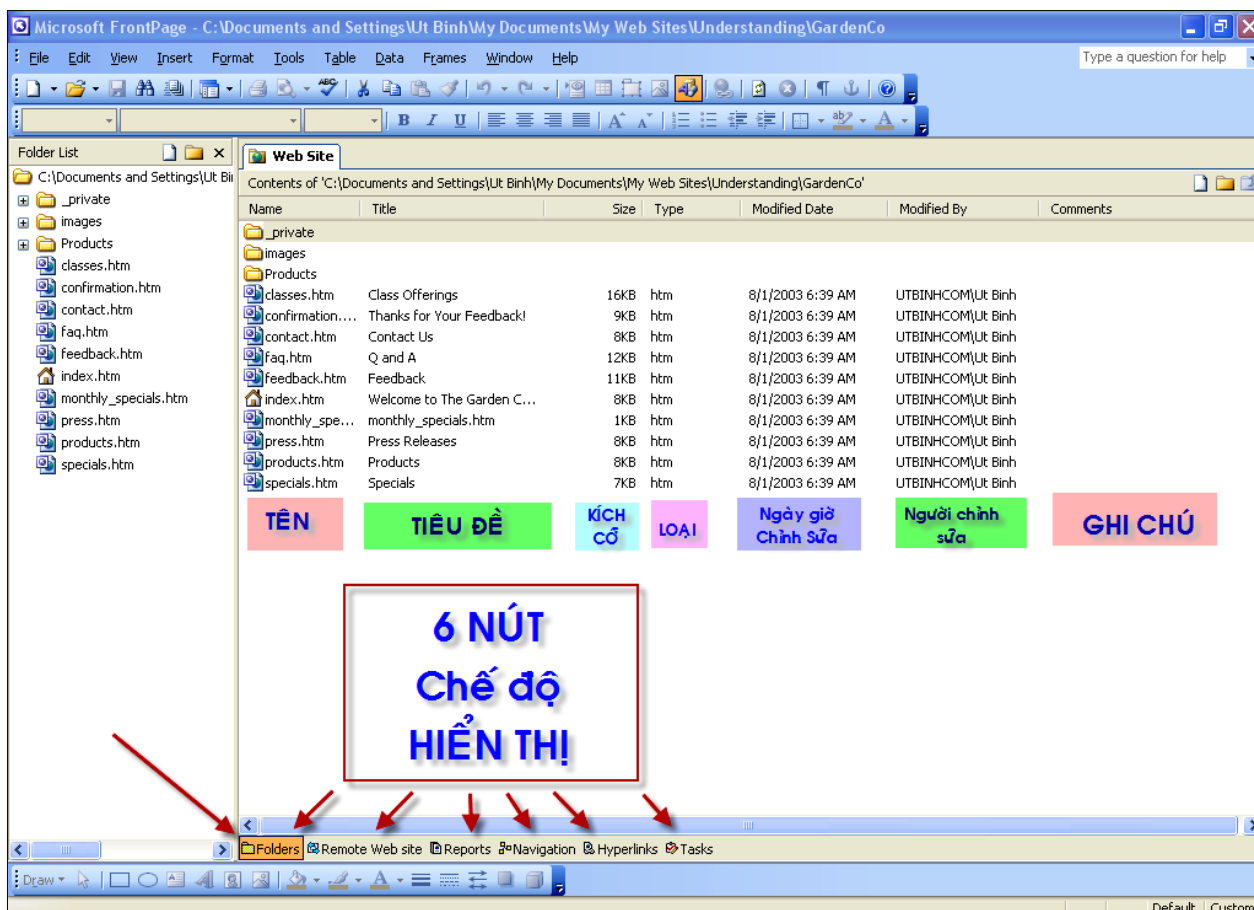 Microsoft FrontPage - C:\Documents and Settings\Ut Binh\My Documents\My Web Sites\Understanding\GardenCo
File Edit View Insert Format Tools Table Data Frames Window Help
Type a question for help
Folder List
Web Site
C:\Documents and Settings\Ut Bi
Contents of 'C:\Documents and Settings\Ut Binh\My Documents\My Web Sites\Understanding\GardenCo'
_private
images
Products
classes.htm
confirmation.htm
contact.htm
faq.htm
feedback.htm
index.htm
monthly_specials.htm
press.htm
products.htm
specials.htm
Name Title Size Type Modified Date Modified By Comments
_private
images
Products
classes.htm Class Offerings 16KB htm 8/1/2003 6:39 AM UTBINHCOM\Ut Binh
confirmation.... Thanks for Your Feedback! 9KB htm 8/1/2003 6:39 AM UTBINHCOM\Ut Binh
contact.htm Contact Us 8KB htm 8/1/2003 6:39 AM UTBINHCOM\Ut Binh
faq.htm Q and A 12KB htm 8/1/2003 6:39 AM UTBINHCOM\Ut Binh
feedback.htm Feedback 11KB htm 8/1/2003 6:39 AM UTBINHCOM\Ut Binh
index.htm Welcome to The Garden C... 8KB htm 8/1/2003 6:39 AM UTBINHCOM\Ut Binh
monthly_spe... monthly_specials.htm 1KB htm 8/1/2003 6:39 AM UTBINHCOM\Ut Binh
press.htm Press Releases 8KB htm 8/1/2003 6:39 AM UTBINHCOM\Ut Binh
products.htm Products 8KB htm 8/1/2003 6:39 AM UTBINHCOM\Ut Binh
specials.htm Specials 7KB htm 8/1/2003 6:39 AM UTBINHCOM\Ut Binh
TÊN
TIÊU ĐỀ
KÍCH
CỠ
LOẠI
Ngày giờ
Chỉnh Sửa
Người chỉnh
sửa
GHI CHÚ
6 NÚT
Chế độ
HIỂN THỊ
Folders Remote Web site Reports Navigation Hyperlinks Tasks
Draw
Default Custom